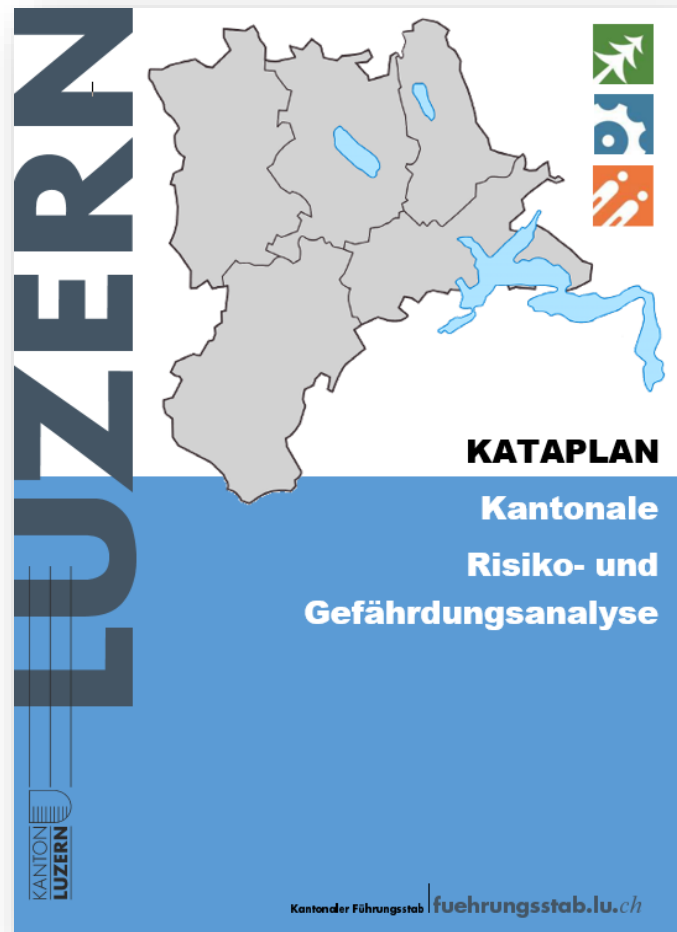 LUZERN
KATAPLAN
Kantonale
Risiko- und
Gefährdungsanalyse
KANTON
LUZERN
Kantonaler Führungsstab fuehrungsstab.lu.ch